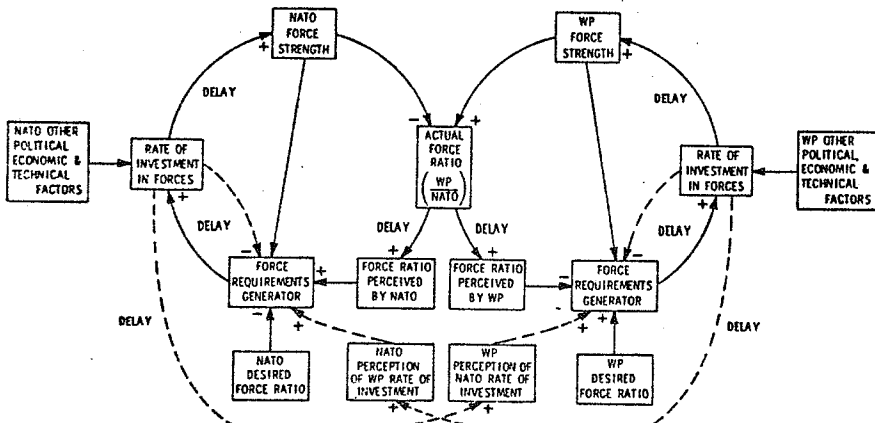 NATO
FORCE
STRENGTH
+
WP
FORCE
STRENGTH
+
DELAY
DELAY
NATO OTHER
POLITICAL
ECONOMIC &
TECHNICAL
FACTORS
RATE OF
INVESTMENT
IN FORCES
+
-
+
ACTUAL
FORCE
RATIO
(WP
NATO)
RATE OF
INVESTMENT
IN FORCES
+
WP OTHER
POLITICAL,
ECONOMIC &
TECHNICAL
FACTORS
DELAY
DELAY
DELAY
DELAY
-
FORCE
REQUIREMENTS
GENERATOR
+
-
+
+
FORCE RATIO
PERCEIVED
BY NATO
+
FORCE RATIO
PERCEIVED
BY WP
-
-
FORCE
REQUIREMENTS
GENERATOR
+
+
DELAY
DELAY
NATO
DESIRED
FORCE RATIO
NATO
PERCEPTION
OF WP RATE OF
INVESTMENT
+
WP
PERCEPTION OF
NATO RATE OF
INVESTMENT
+
WP
DESIRED
FORCE RATIO